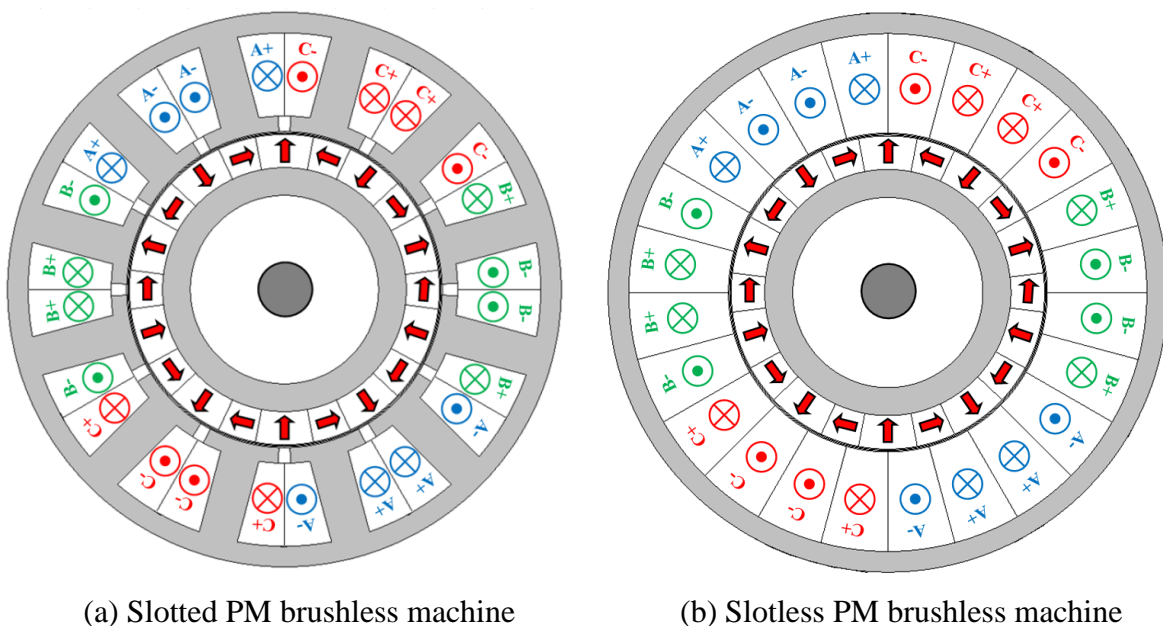 A+
C-
C+
C+
C-
B+
B-
B-
B+
A-
A+
A+
A-
C+
C-
C-
C+
B-
B+
B+
B-
A+
A-
A-
(a) Slotted PM brushless machine
A+
C-
C+
C+
C-
B+
B-
B-
B+
A-
A+
A+
A-
C+
C-
C-
C+
B-
B+
B+
B-
A+
A-
A-
(b) Slotless PM brushless machine